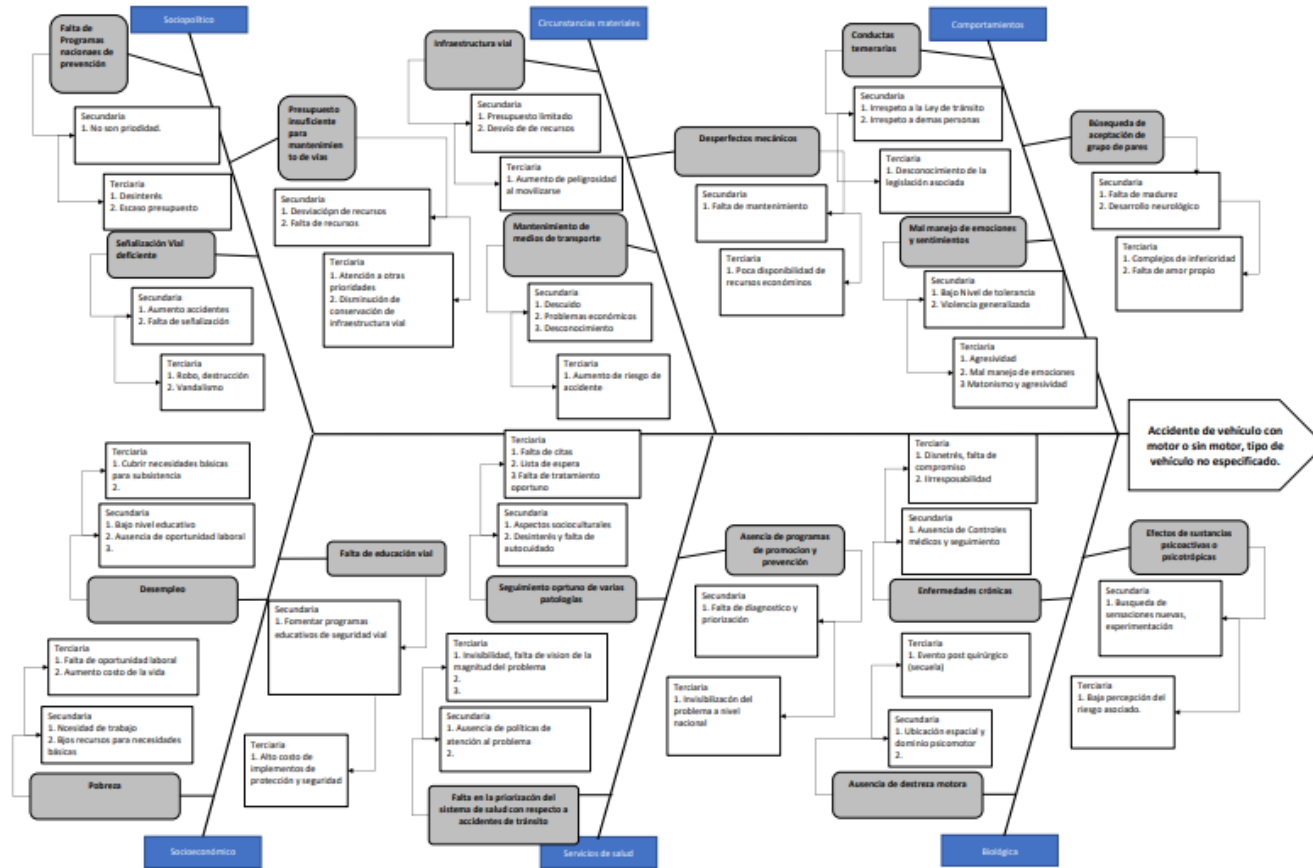 Sociopolítico
Falta de
Programas
nacionaes de
prevención
Secundaria
1. No son priodidad.
Terciaria
1. Desinterés
2. Escaso presupuesto
Presupuesto
insuficiente
para
mantenimien
to de vías
Secundaria
1. Desviaciópn de recursos
2. Falta de recursos
Terciaria
1. Atención a otras
prioridades
2. Disminución de
conservación de
infraestructura vial
Señalización Vial
deficiente
Secundaria
1. Aumento accidentes
2. Falta de señalización
Terciaria
1. Robo, destrucción
2. Vandalismo
Circunstancias materiales
Infraestructura vial
Secundaria
1. Presupuesto limitado
2. Desvio de de recursos
Terciaria
1. Aumento de peligrosidad
al movilizarse
Desperfectos mecánicos
Secundaria
1. Falta de mantenimiento
Terciaria
1. Poca disponibilidad de
recursos económinos
Mantenimiento de
medios de transporte
Secundaria
1. Descuido
2. Problemas económicos
3. Desconocimiento
Terciaria
1. Aumento de riesgo de
accidente
Comportamientos
Conductas
temerarias
Secundaria
1. Irrespeto a la Ley de tránsito
2. Irrespeto a demas personas
Terciaria
1. Desconocimiento de la
legislación asociada
Búsequeda de
aceptación de
grupo de pares
Secundaria
1. Falta de madurez
2. Desarrollo neurológico
Terciaria
1. Complejos de inferioridad
2. Falta de amor propio
Mal manejo de emociones
y sentimientos
Secundaria
1. Bajo Nivel de tolerancia
2. Violencia generalizada
Terciaria
1. Agresividad
2. Mal manejo de emociones
3 Matonismo y agresividad
Accidente de vehículo con
motor o sin motor, tipo de
vehículo no especificado.
Terciaria
1. Cubrir necesidades básicas
para subsistencia
2.
Secundaria
1. Bajo nivel educativo
2. Ausencia de oportunidad laboral
3.
Desempleo
Falta de educación vial
Secundaria
1. Fomentar programas
educativos de seguridad vial
Terciaria
1. Alto costo de
implementos de
protección y seguridad
Terciaria
1. Falta de oportunidad laboral
2. Aumento costo de la vida
Secundaria
1. Ncesidad de trabajo
2. Bjos recursos para necesidades
básicas
Pobreza
Socioeconómico
Terciaria
1. Falta de citas
2. Lista de espera
3 Falta de tratamiento
oportuno
Secundaria
1. Aspectos socioculturales
2. Desinterés y falta de
autocuidado
Seguimiento oprtuno de varias
patologías
Asencia de programas
de promocion y
prevención
Secundaria
1. Falta de diagnostico y
priorización
Terciaria
1. Invisibilizacón del
problema a nivel
nacional
Terciaria
1. Invisibilidad, falta de vision de la
magnitud del problema
2.
3.
Secundaria
1. Ausencia de políticas de
atención al problema
2.
Falta en la priorizacón del
sistema de salud con respecto a
accidentes de tránsito
Servicios de salud
Terciaria
1. Disnetrés, falta de
compromiso
2. IIrresposabilidad
Secundaria
1. Ausencia de Controles
médicos y seguimiento
Enfermedades crónicas
Efectos de sustancias
psicoactivas o
psicotrópicas
Secundaria
1. Busqueda de
sensaciones nuevas,
experimentación
Terciaria
1. Baja percepción del
riesgo asociado.
Terciaria
1. Evento post quirúrgico
(secuela)
Secundaria
1. Ubicación espacial y
dominio psicomotor
2.
Ausencia de destreza motora
Biológica